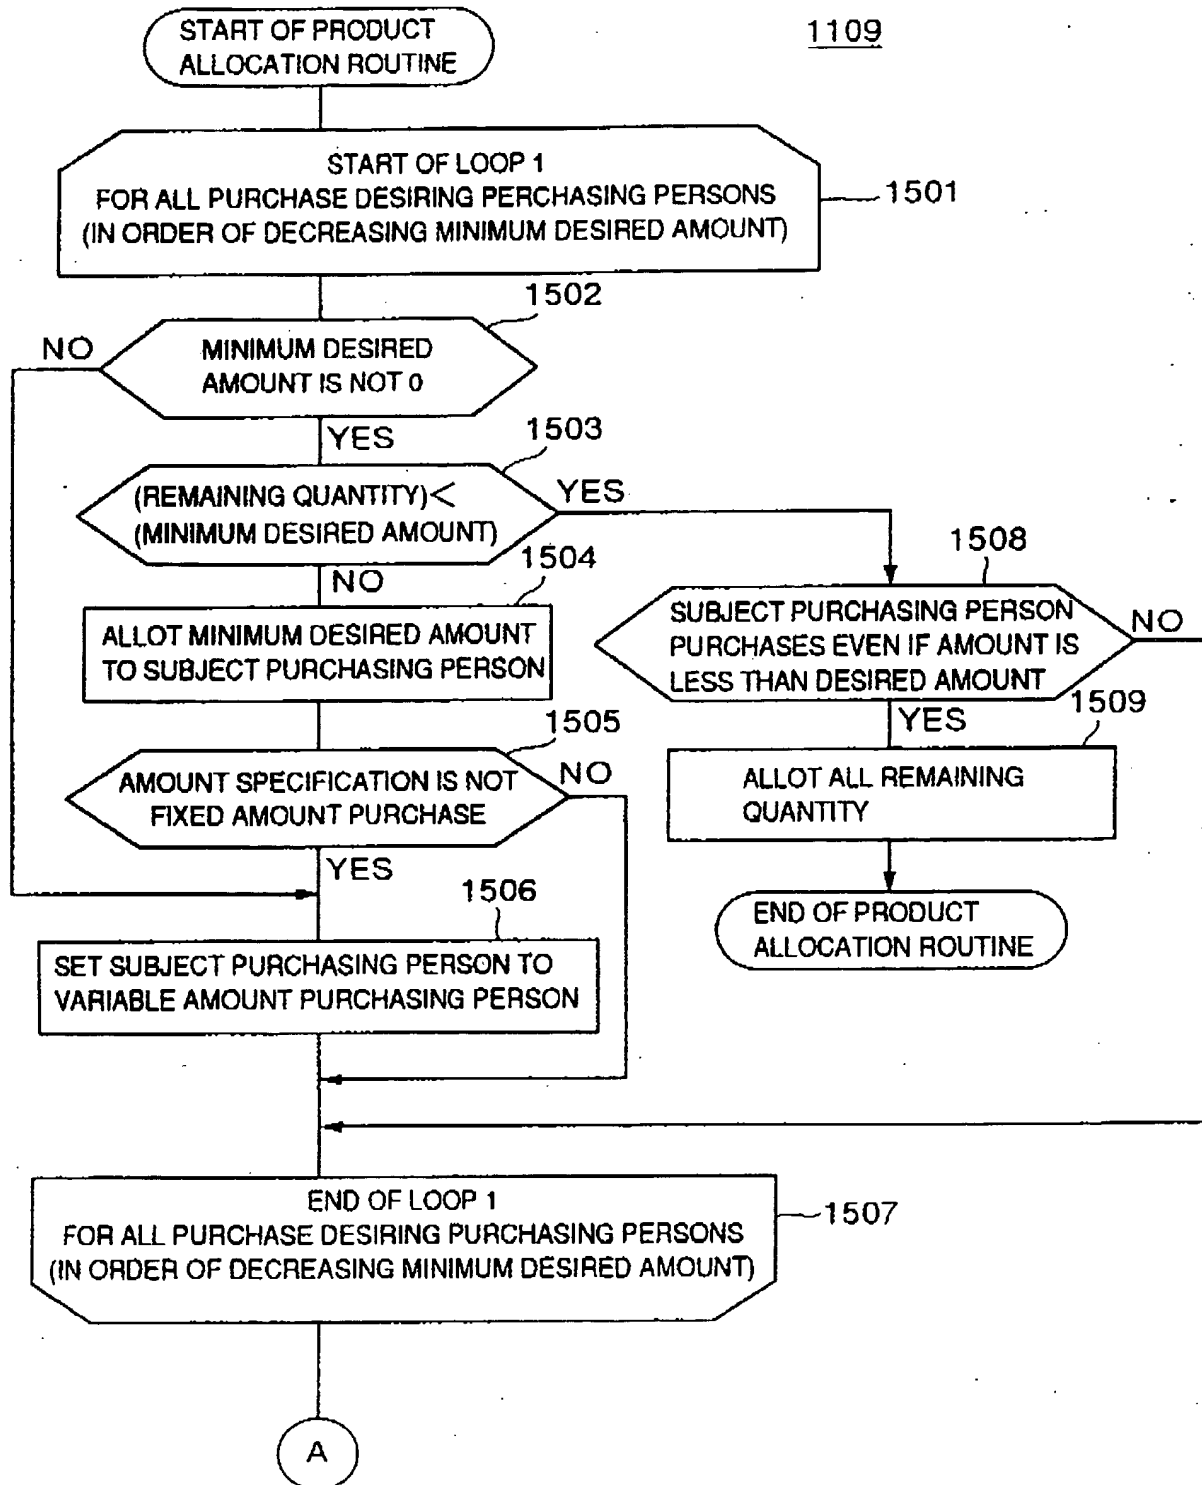 START OF PRODUCT
ALLOCATION ROUTINE
1109
START OF LOOP 1
FOR ALL PURCHASE DESIRING PERCHASING PERSONS
(IN ORDER OF DECREASING MINIMUM DESIRED AMOUNT)
1501
1502
NO
MINIMUM DESIRED
AMOUNT IS NOT 0
YES
1503
(REMAINING QUANTITY)<
(MINIMUM DESIRED AMOUNT)
YES
NO
1504
ALLOT MINIMUM DESIRED AMOUNT
TO SUBJECT PURCHASING PERSON
1508
SUBJECT PURCHASING PERSON
PURCHASES EVEN IF AMOUNT IS
LESS THAN DESIRED AMOUNT
NO
YES
1505
AMOUNT SPECIFICATION IS NOT
FIXED AMOUNT PURCHASE
NO
YES
1509
ALLOT ALL REMAINING
QUANTITY
1506
SET SUBJECT PURCHASING PERSON TO
VARIABLE AMOUNT PURCHASING PERSON
END OF PRODUCT
ALLOCATION ROUTINE
END OF LOOP 1
FOR ALL PURCHASE DESIRING PURCHASING PERSONS
(IN ORDER OF DECREASING MINIMUM DESIRED AMOUNT)
1507
A